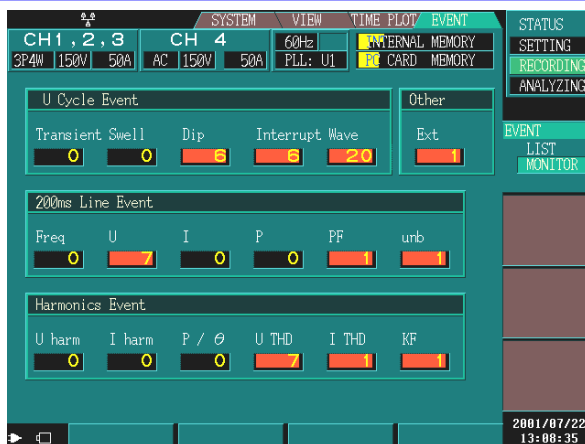 SYSTEM VIEW TIME PLOT EVENT
CH1,2,3 CH 4 60Hz INTERNAL MEMORY
3P4W 150V 50A AC 150V 50A PLL: U1 PC CARD MEMORY
STATUS
SETTING
RECORDING
ANALYZING
EVENT
LIST
MONITOR
U Cycle Event
Transient Swell Dip Interrupt Wave
0 0 6 6 20
Other
Ext
1
200ms Line Event
Freq U I P PF unb
0 7 0 0 1 1
Harmonics Event
U harm I harm P / θ U THD I THD KF
0 0 0 7 1 1
2001/07/22
13:08:35